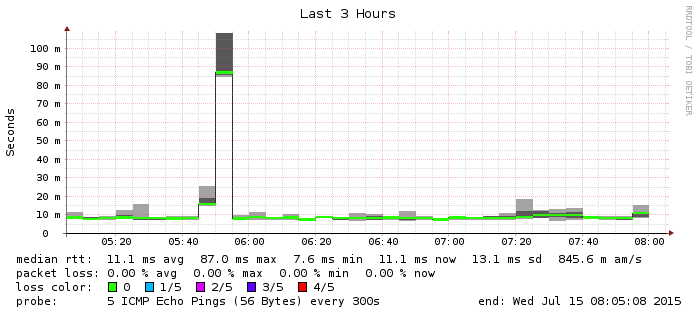 Last 3 Hours
RRDTOOL / TOBI OETIKER
Seconds
100 m
90 m
80 m
70 m
60 m
50 m
40 m
30 m
20 m
10 m
0
05:20 05:40 06:00 06:20 06:40 07:00 07:20 07:40 08:00
median rtt: 11.1 ms avg 87.0 ms max 7.6 ms min 11.1 ms now 13.1 ms sd 845.6 m am/s
packet loss: 0.00 % avg 0.00 % max 0.00 % min 0.00 % now
loss color: 0 1/5 2/5 3/5 4/5
probe: 5 ICMP Echo Pings (56 Bytes) every 300s end: Wed Jul 15 08:05:08 2015